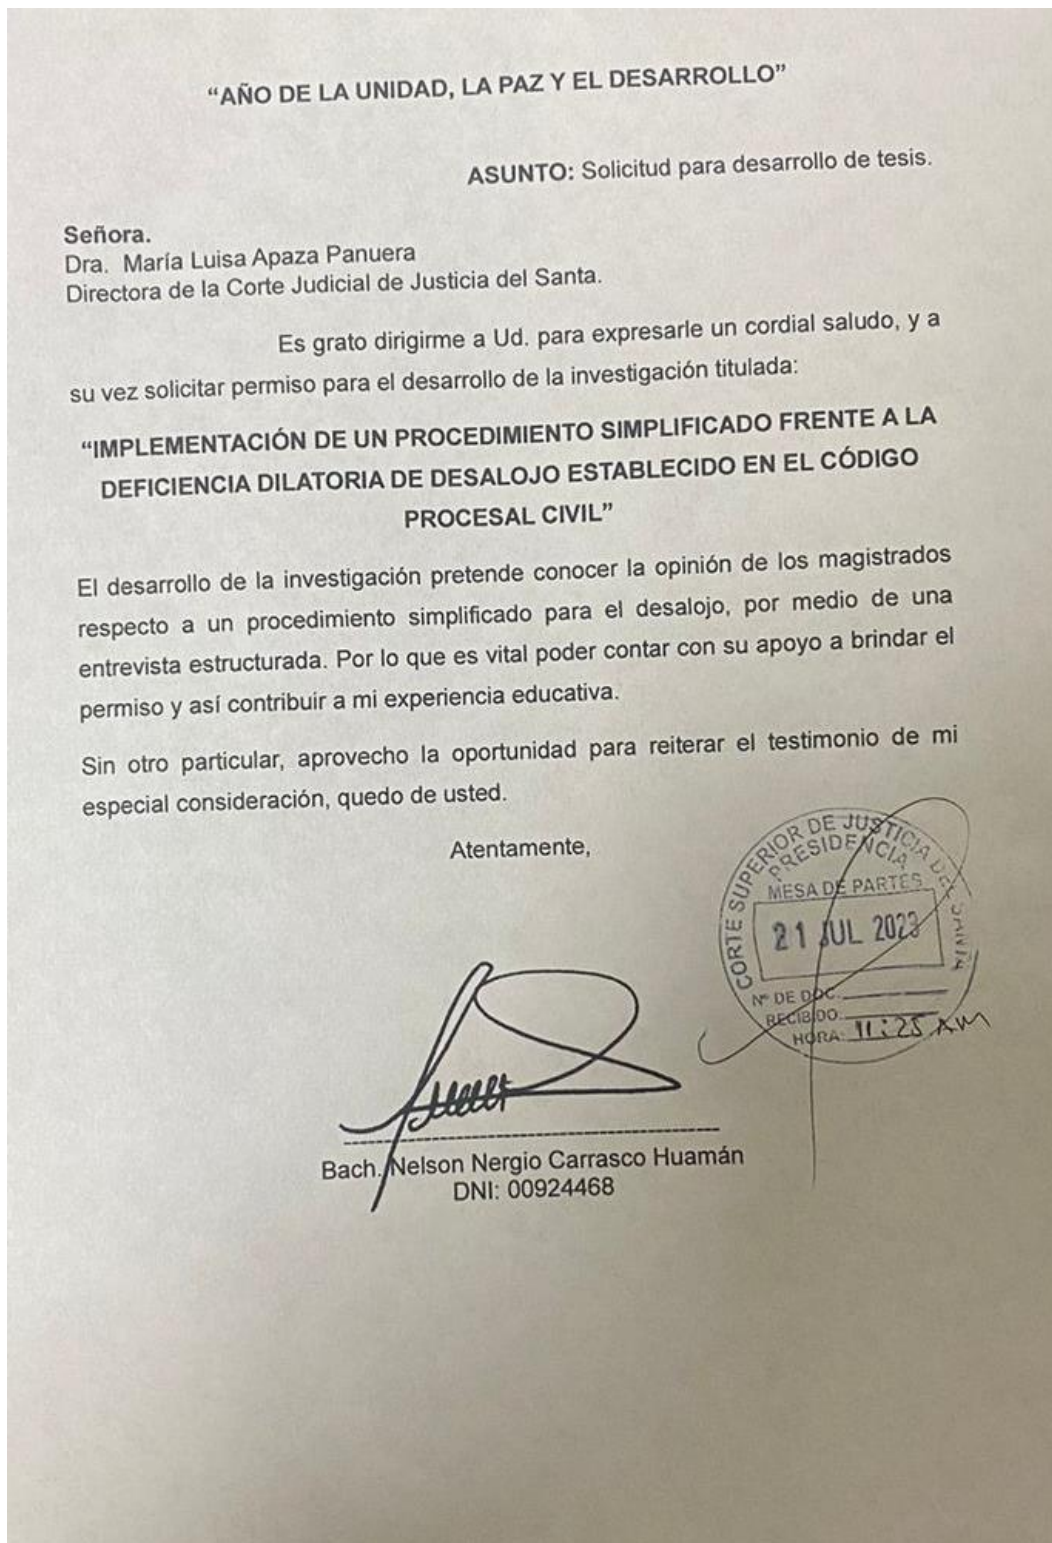 “AÑO DE LA UNIDAD, LA PAZ Y EL DESARROLLO”
ASUNTO: Solicitud para desarrollo de tesis.
Señora.
Dra. María Luisa Apaza Panuera
Directora de la Corte Judicial de Justicia del Santa.
Es grato dirigirme a Ud. para expresarle un cordial saludo, y a
su vez solicitar permiso para el desarrollo de la investigación titulada:
“IMPLEMENTACIÓN DE UN PROCEDIMIENTO SIMPLIFICADO FRENTE A LA
DEFICIENCIA DILATORIA DE DESALOJO ESTABLECIDO EN EL CÓDIGO
PROCESAL CIVIL”
El desarrollo de la investigación pretende conocer la opinión de los magistrados
respecto a un procedimiento simplificado para el desalojo, por medio de una
entrevista estructurada. Por lo que es vital poder contar con su apoyo a brindar el
permiso y así contribuir a mi experiencia educativa.
Sin otro particular, aprovecho la oportunidad para reiterar el testimonio de mi
especial consideración, quedo de usted.
Atentamente,
CORTE SUPERIOR DE JUSTICIA DEL SANTA
PRESIDENCIA
MESA DE PARTES
21 JUL 2023
N° DE DOC.
RECIBIDO:
HORA: 11:25 AM
Bach. Nelson Nergio Carrasco Huamán
DNI: 00924468